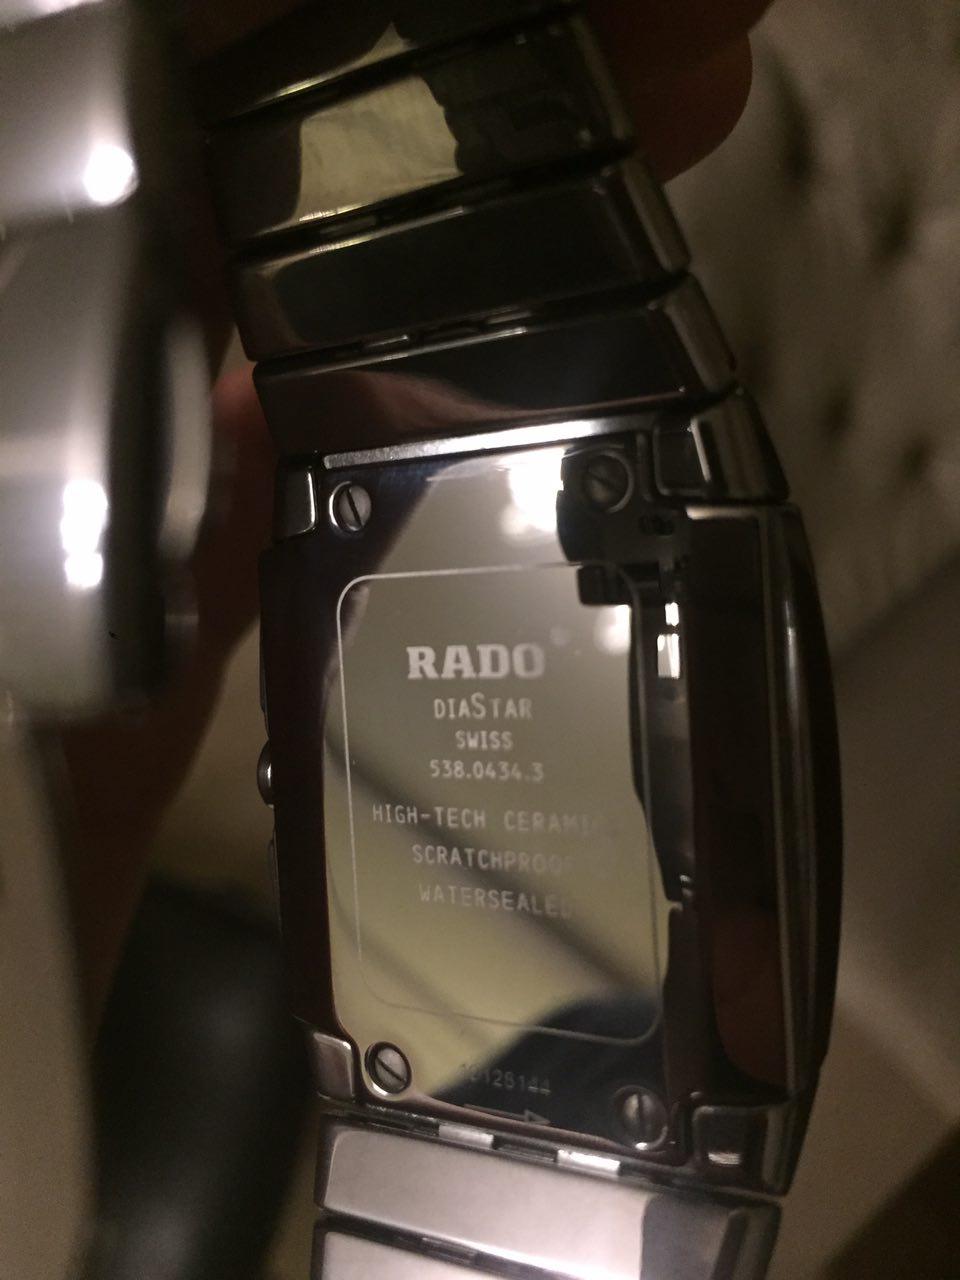 RADO
DIASTAR
SWISS
538.0434.3
HIGH-TECH CERAMIC
SCRATCHPROOF
WATERSEALED